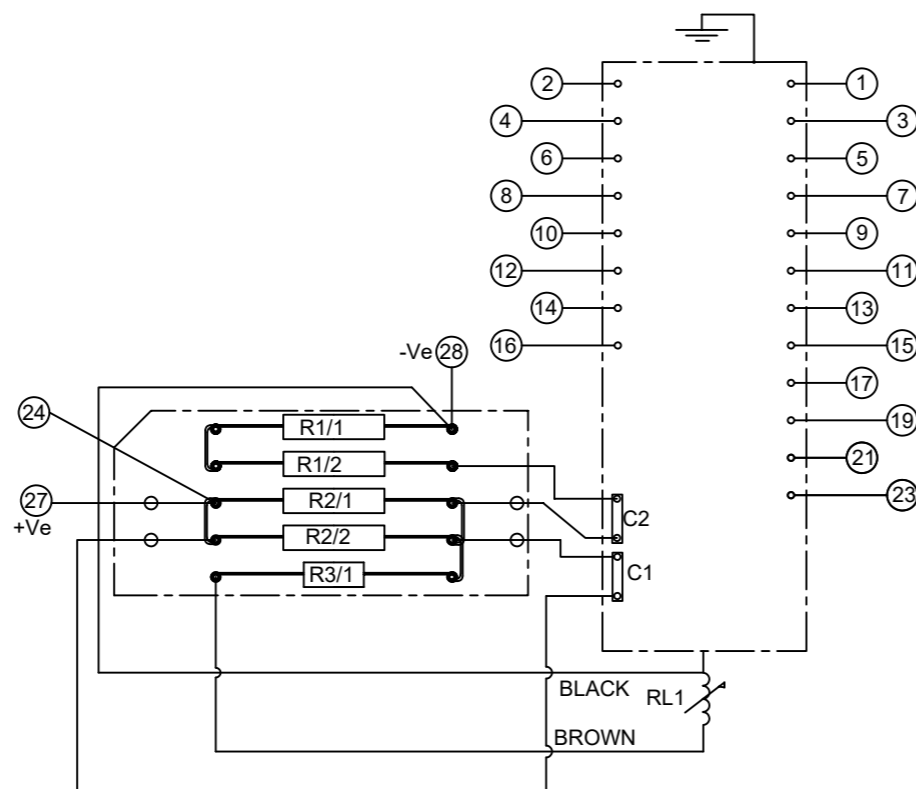 2 1
4 3
6 5
8 7
10 9
12 11
14 13
16 15
-Ve 28
17
24
19
R1/1
R1/2
21
27
+Ve
R2/1
23
C2
R2/2
R3/1
C1
BLACK
RL1
BROWN